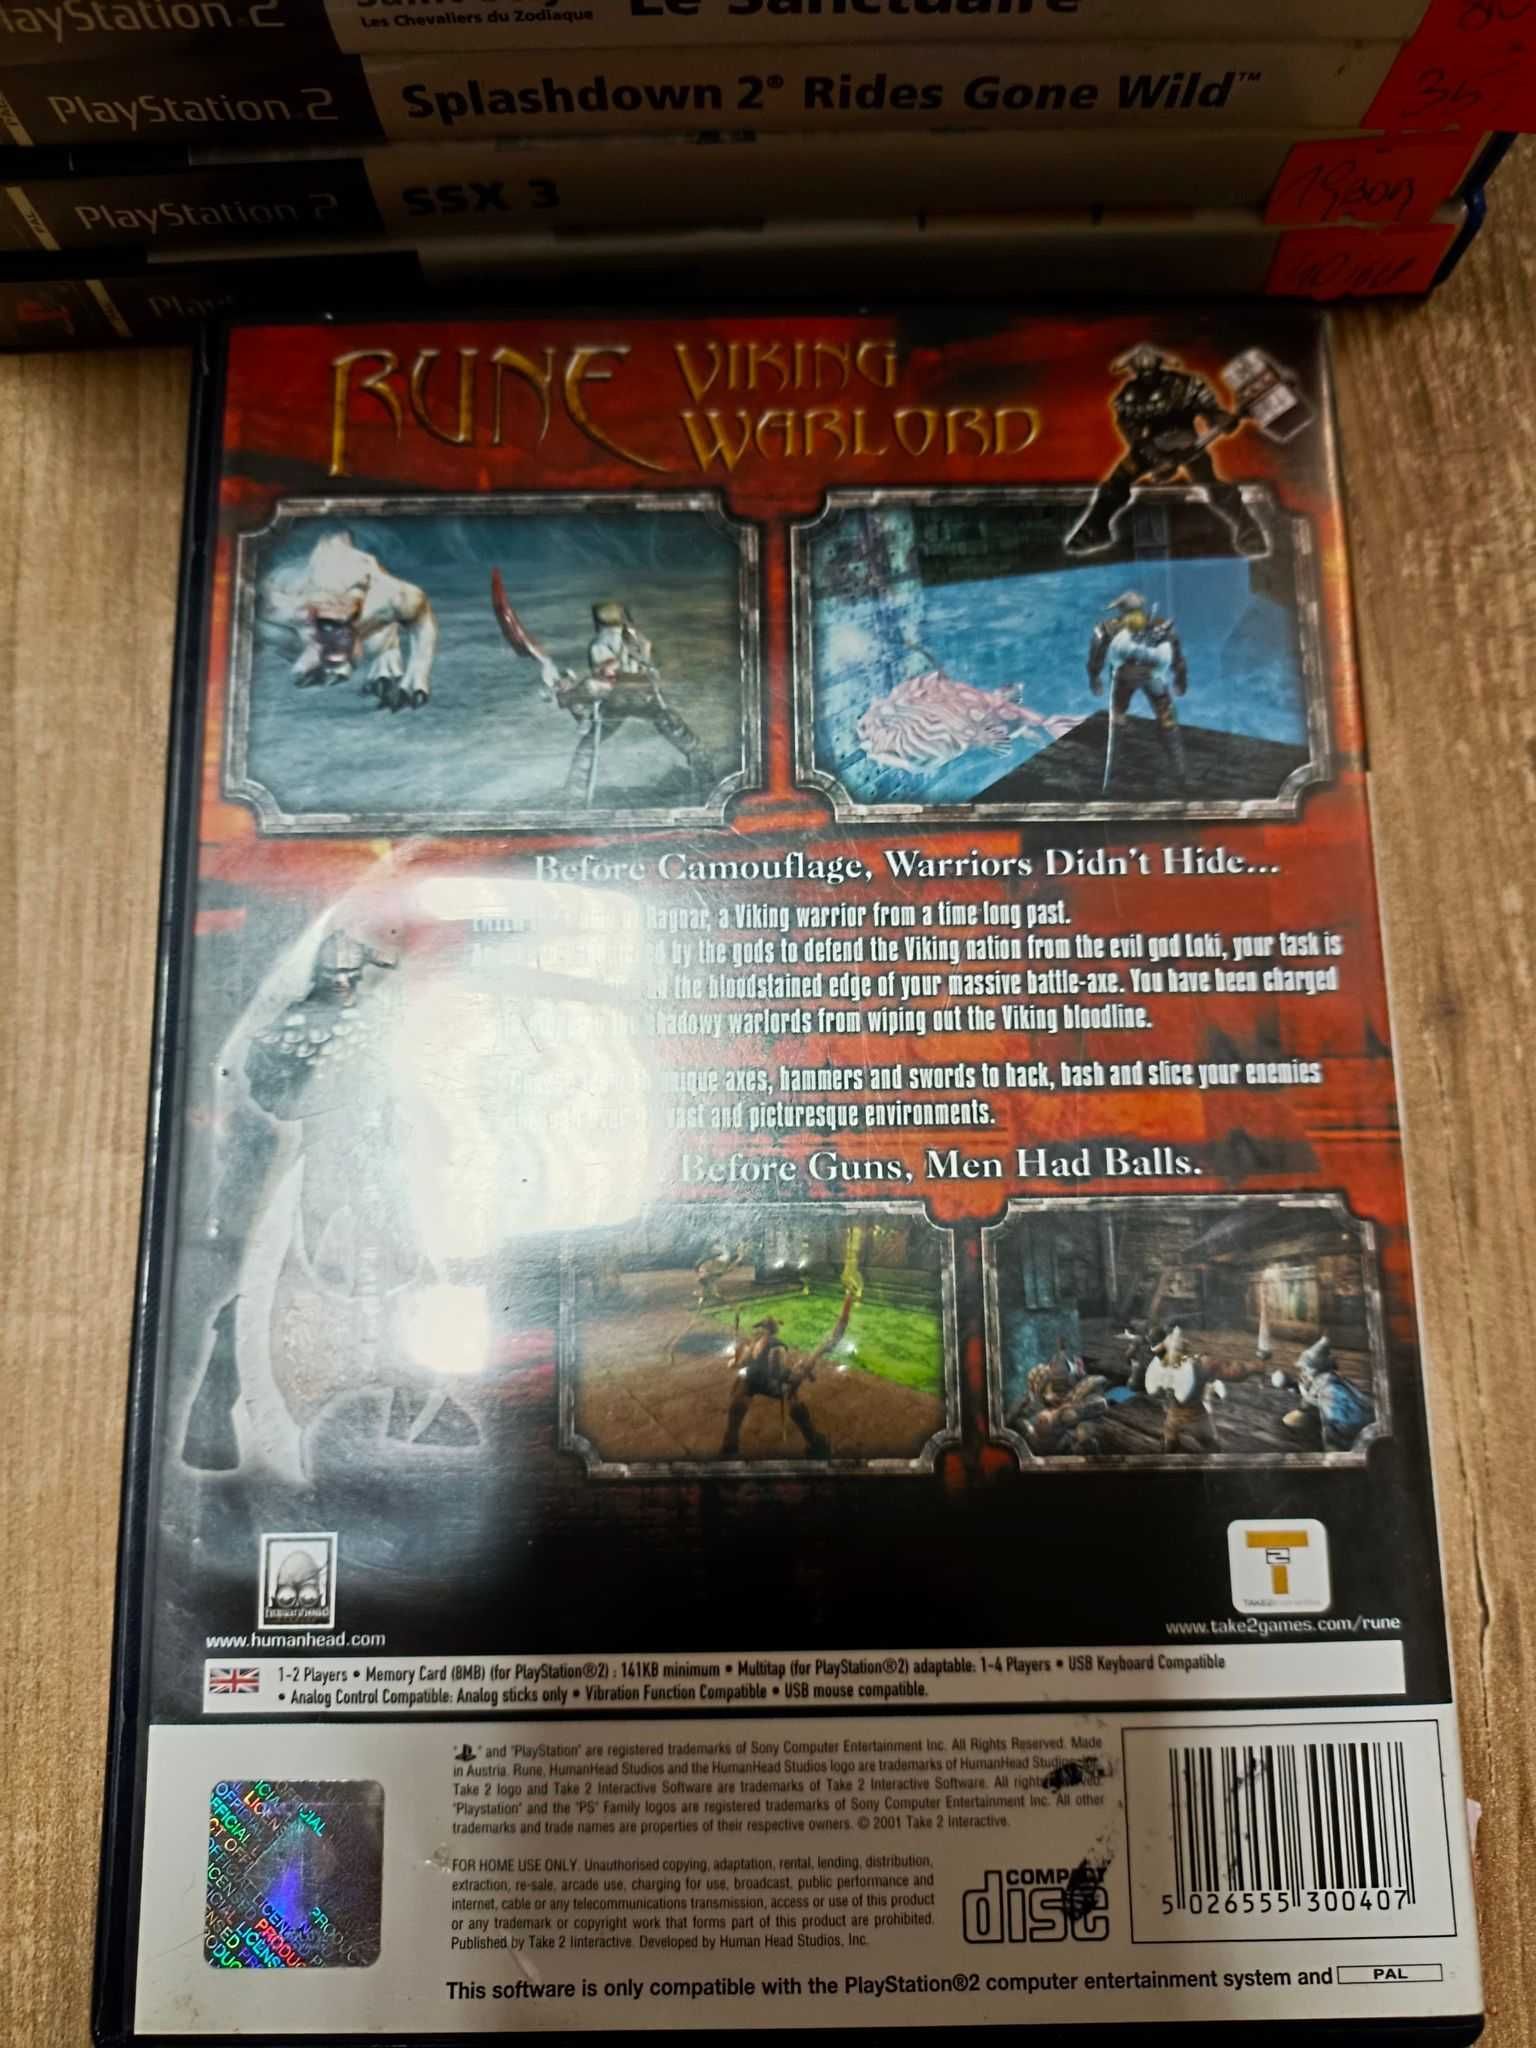 PlayStation 2
Les Chevaliers du Zodiaque Le Sanctuaire
PlayStation 2 Splashdown 2® Rides Gone Wild™
PlayStation 2 SSX 3
RUNE VIKING WARLORD
Before Camouflage, Warriors Didn't Hide...
Ragnar, a Viking warrior from a time long past.
by the gods to defend the Viking nation from the evil god Loki, your task is
the bloodstained edge of your massive battle-axe. You have been charged
shadowy warlords from wiping out the Viking bloodline.
unique axes, hammers and swords to hack, bash and slice your enemies
vast and picturesque environments.
Before Guns, Men Had Balls.
www.humanhead.com
T2
TAKE2
www.take2games.com/rune
1-2 Players • Memory Card (8MB) (for PlayStation®2) : 141KB minimum • Multitap (for PlayStation®2) adaptable: 1-4 Players • USB Keyboard Compatible
• Analog Control Compatible: Analog sticks only • Vibration Function Compatible • USB mouse compatible.
" " and "PlayStation" are registered trademarks of Sony Computer Entertainment Inc. All Rights Reserved. Made
in Austria. Rune, HumanHead Studios and the HumanHead Studios logo are trademarks of HumanHead Studios
Take 2 logo and Take 2 Interactive Software are trademarks of Take 2 Interactive Software. All rights reserved.
"Playstation" and the "PS" Family logos are registered trademarks of Sony Computer Entertainment Inc. All other
trademarks and trade names are properties of their respective owners. © 2001 Take 2 Interactive.
FOR HOME USE ONLY. Unauthorised copying, adaptation, rental, lending, distribution,
extraction, re-sale, arcade use, charging for use, broadcast, public performance and
internet, cable or any telecommunications transmission, access or use of this product
or any trademark or copyright work that forms part of this product are prohibited.
Published by Take 2 Iinteractive. Developed by Human Head Studios, Inc.
COMPACT
disc
5 026555 300407
This software is only compatible with the PlayStation®2 computer entertainment system and PAL